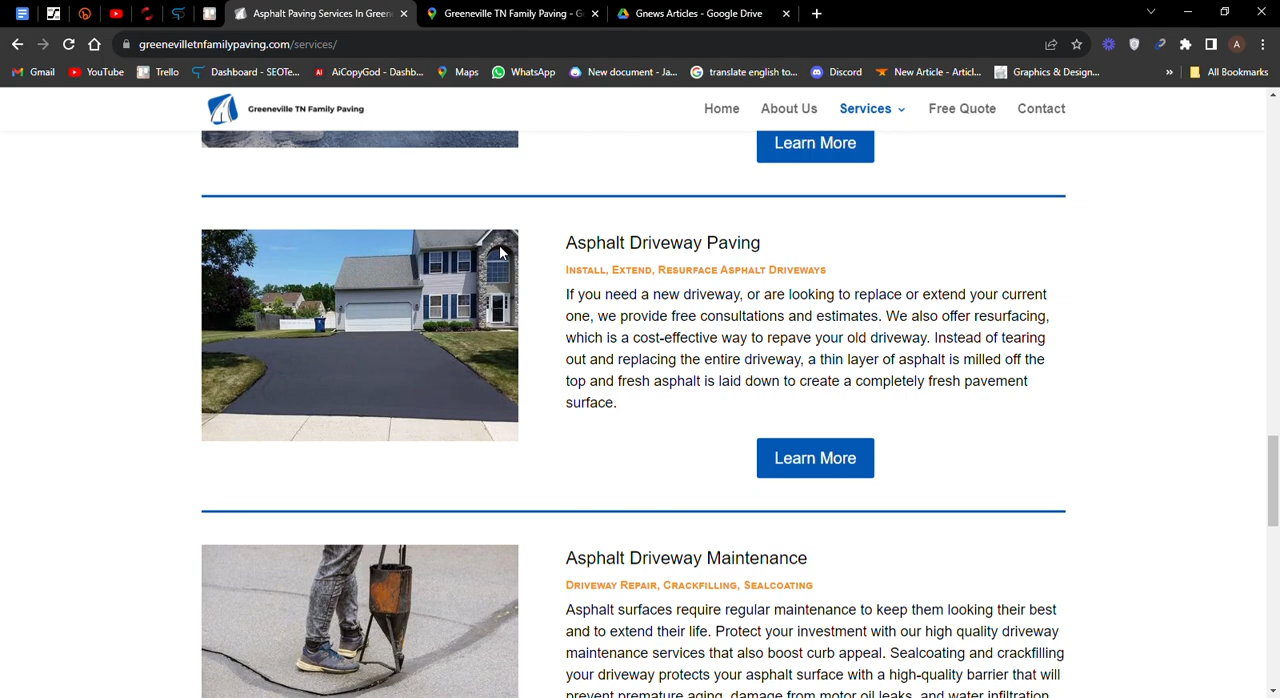 Asphalt Paving Services In Green
Greeneville TN Family Paving - G
Gnews Articles - Google Drive
greenevilletnfamilypaving.com/services/
A
Gmail
YouTube
Trello
Dashboard - SEOTe...
AI
AiCopyGod - Dashb...
Maps
WhatsApp
New document - Ja...
translate english to...
Discord
New Article - Articl...
Graphics & Design...
»
All Bookmarks
Greeneville TN Family Paving
Home
About Us
Services
Free Quote
Contact
Learn More
Asphalt Driveway Paving
Install, Extend, Resurface Asphalt Driveways
If you need a new driveway, or are looking to replace or extend your current
one, we provide free consultations and estimates. We also offer resurfacing,
which is a cost-effective way to repave your old driveway. Instead of tearing
out and replacing the entire driveway, a thin layer of asphalt is milled off the
top and fresh asphalt is laid down to create a completely fresh pavement
surface.
Learn More
Asphalt Driveway Maintenance
Driveway Repair, Crackfilling, Sealcoating
Asphalt surfaces require regular maintenance to keep them looking their best
and to extend their life. Protect your investment with our high quality driveway
maintenance services that also boost curb appeal. Sealcoating and crackfilling
your driveway protects your asphalt surface with a high-quality barrier that will
prevent premature aging, damage from motor oil leaks, and water infiltration